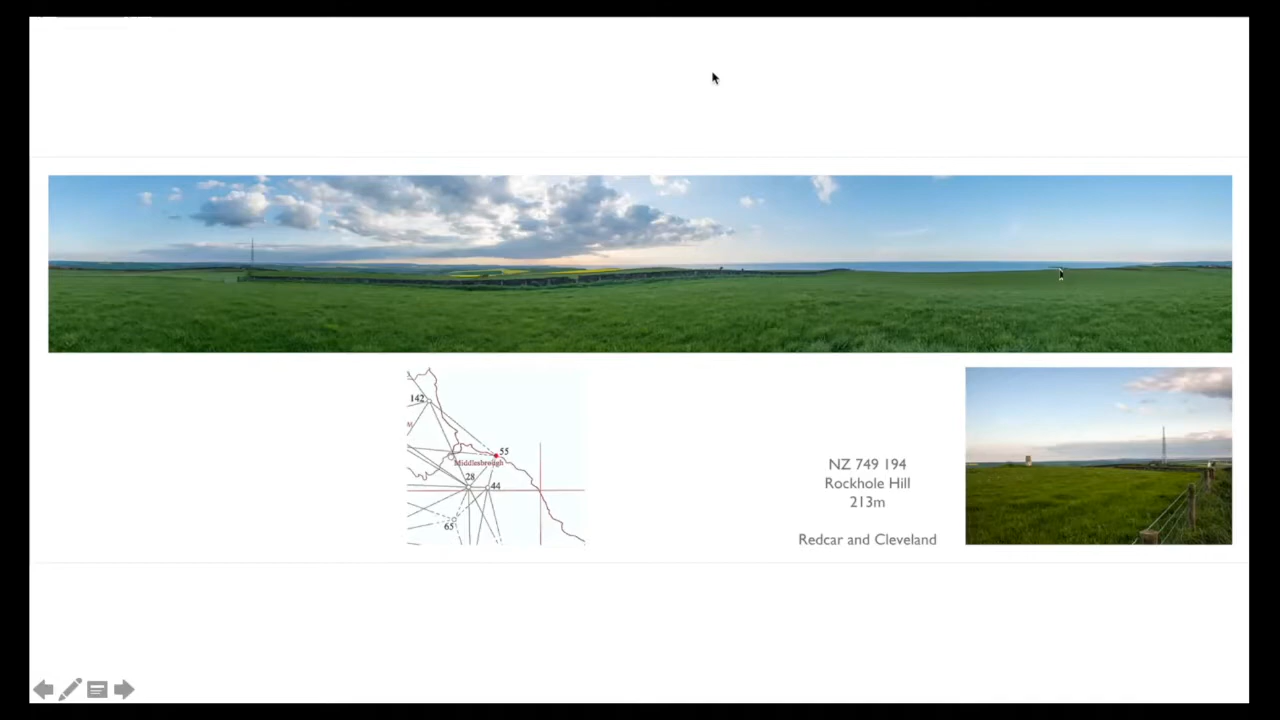 142
55
Middlesbrough
28
44
65
NZ 749 194
Rockhole Hill
213m
Redcar and Cleveland